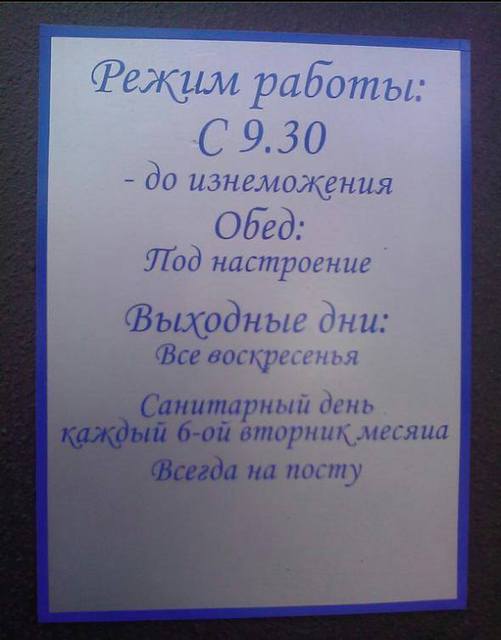 Режим работы:
С 9.30
- до изнеможения
Обед:
Под настроение
Выходные дни:
Все воскресенья
Санитарный день
каждый 6-ой вторник месяца
Всегда на посту